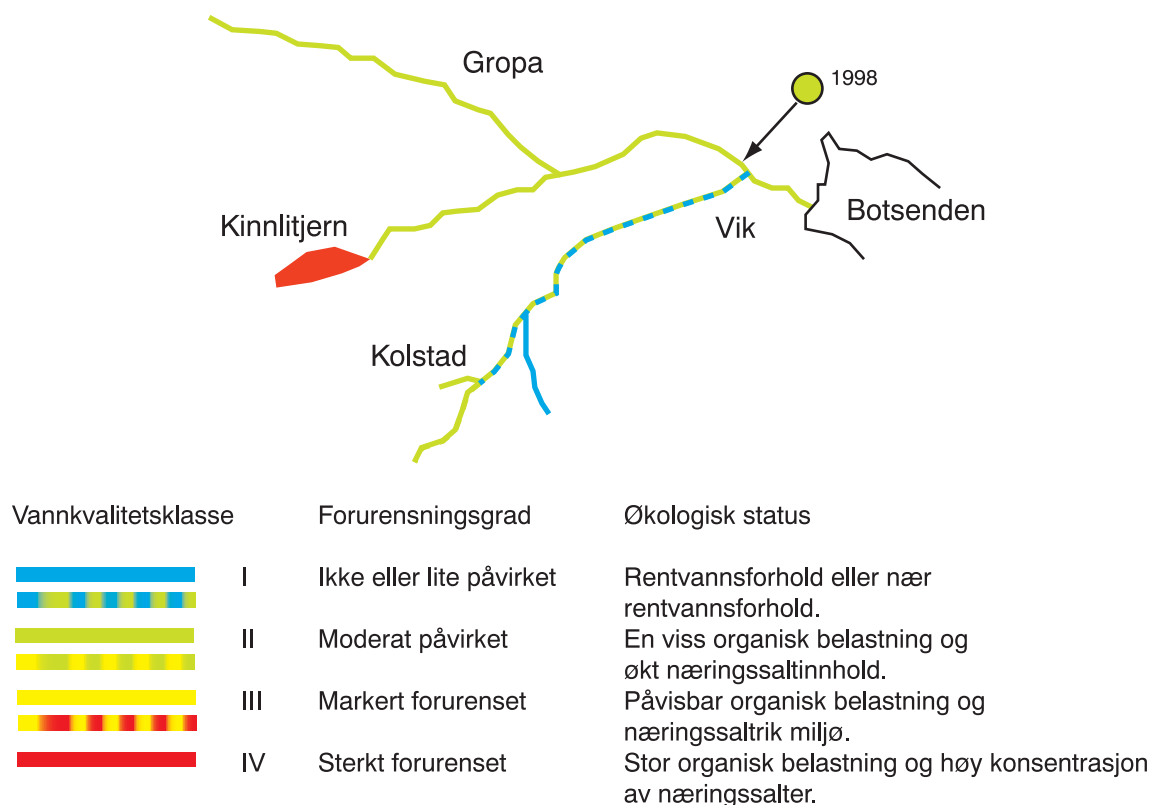 Gropa
1998
Kinnlitjern
Vik
Botsenden
Kolstad
Vannkvalitetsklasse Forurensningsgrad Økologisk status
I Ikke eller lite påvirket Rentvannsforhold eller nær
rentvannsforhold.
II Moderat påvirket En viss organisk belastning og
økt næringssaltinnhold.
III Markert forurenset Påvisbar organisk belastning og
næringssaltrik miljø.
IV Sterkt forurenset Stor organisk belastning og høy konsentrasjon
av næringssalter.